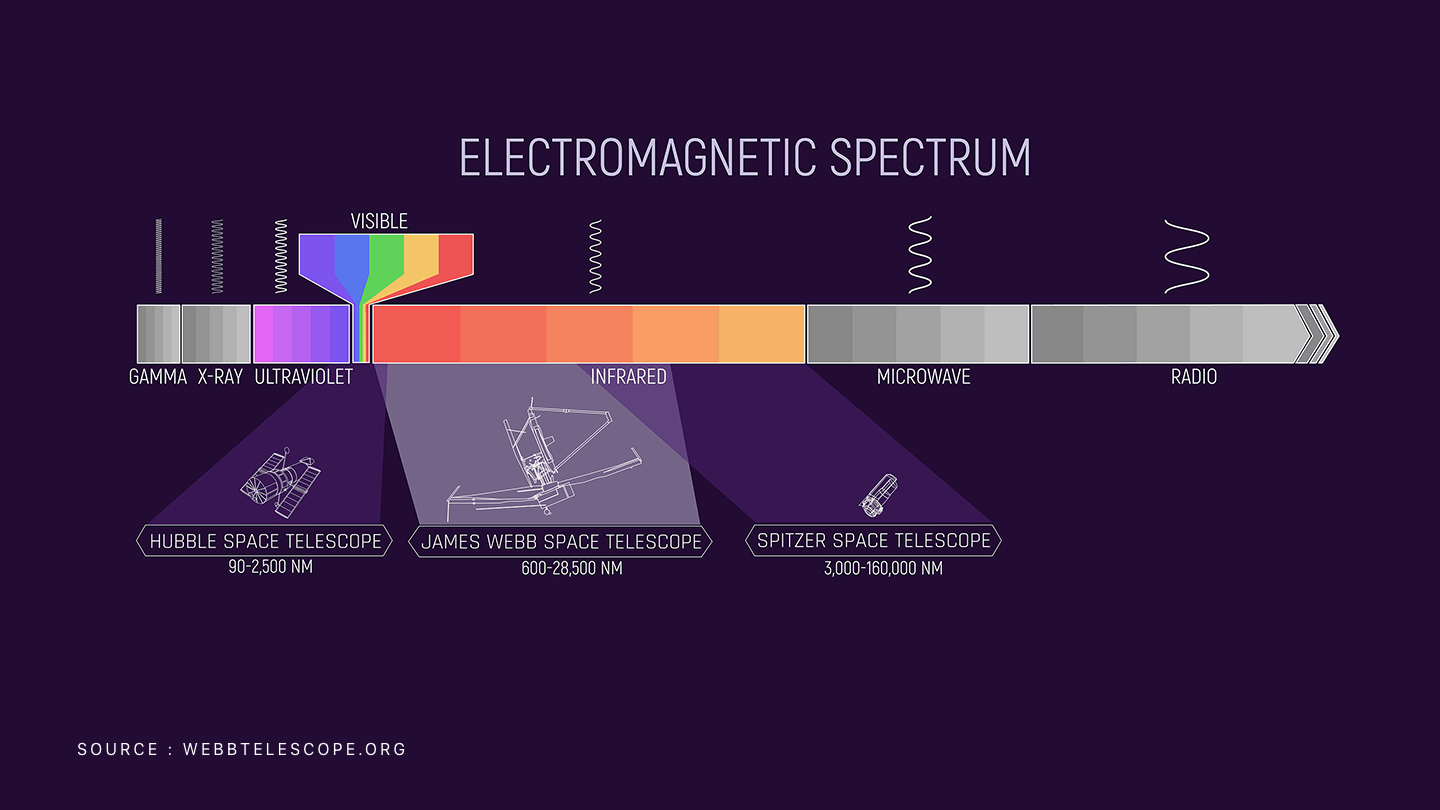 ELECTROMAGNETIC SPECTRUM
VISIBLE
GAMMA X-RAY ULTRAVIOLET INFRARED MICROWAVE RADIO
HUBBLE SPACE TELESCOPE
90-2,500 NM
JAMES WEBB SPACE TELESCOPE
600-28,500 NM
SPITZER SPACE TELESCOPE
3,000-160,000 NM
SOURCE : WEBBTELESCOPE.ORG